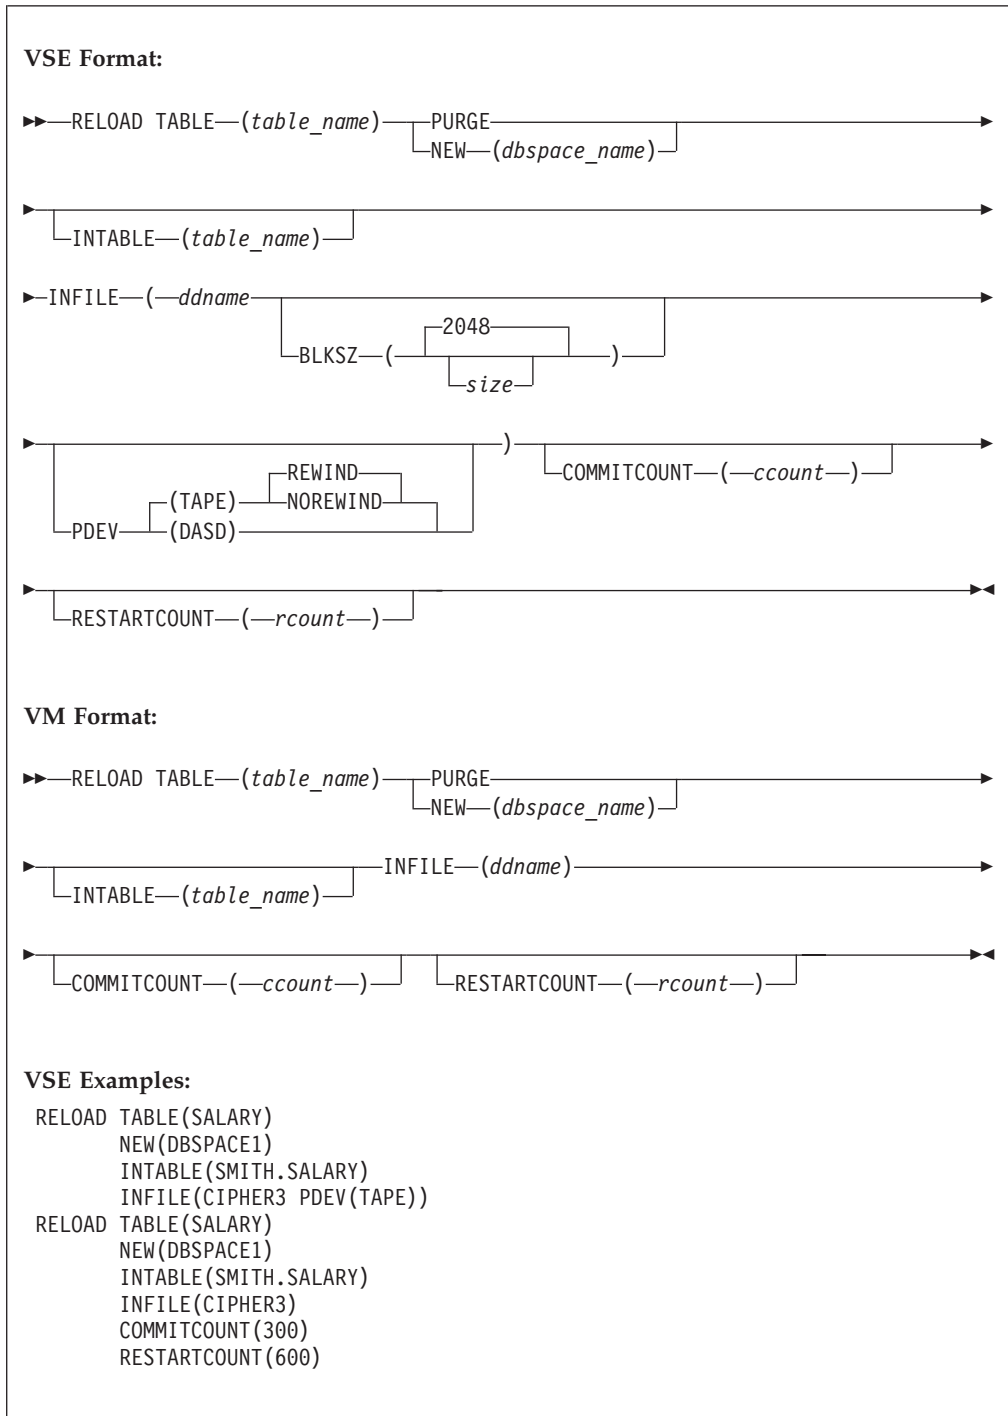 VSE Format:
RELOAD TABLE (table_name) PURGE
NEW (dbspace_name)
INTABLE (table_name)
INFILE ( ddname
2048
BLKSZ ( )
size
)
REWIND
COMMITCOUNT ( ccount )
(TAPE) NOREWIND
PDEV (DASD)
RESTARTCOUNT ( rcount )
VM Format:
RELOAD TABLE (table_name) PURGE
NEW (dbspace_name)
INFILE (ddname)
INTABLE (table_name)
COMMITCOUNT ( ccount ) RESTARTCOUNT ( rcount )
VSE Examples:
RELOAD TABLE(SALARY)
NEW(DBSPACE1)
INTABLE(SMITH.SALARY)
INFILE(CIPHER3 PDEV(TAPE))
RELOAD TABLE(SALARY)
NEW(DBSPACE1)
INTABLE(SMITH.SALARY)
INFILE(CIPHER3)
COMMITCOUNT(300)
RESTARTCOUNT(600)